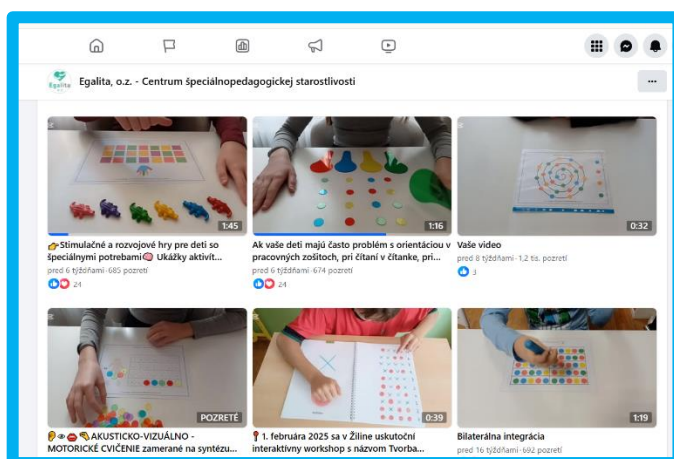 Egalita
Egalita, o.z. - Centrum špeciálnopedagogickej starostlivosti
...
1:45
1:16
0:32
👉Stimulačné a rozvojové hry pre deti so
špeciálnymi potrebami🧠 Ukážky aktivít...
pred 6 týždňami·685 pozretí
24
Ak vaše deti majú často problém s orientáciou v
pracovných zošitoch, pri čítaní v čítanke, pri...
pred 6 týždňami·674 pozretí
24
Vaše video
pred 8 týždňami·1,2 tis. pozretí
3
POZRETÉ
0:39
1:19
👂👁👄AKUSTICKO-VIZUÁLNO -
MOTORICKÉ CVIČENIE zamerané na syntézu...
1. februára 2025 sa v Žiline uskutoční
interaktívny workshop s názvom Tvorba...
Bilaterálna integrácia
pred 16 týždňami·692 pozretí